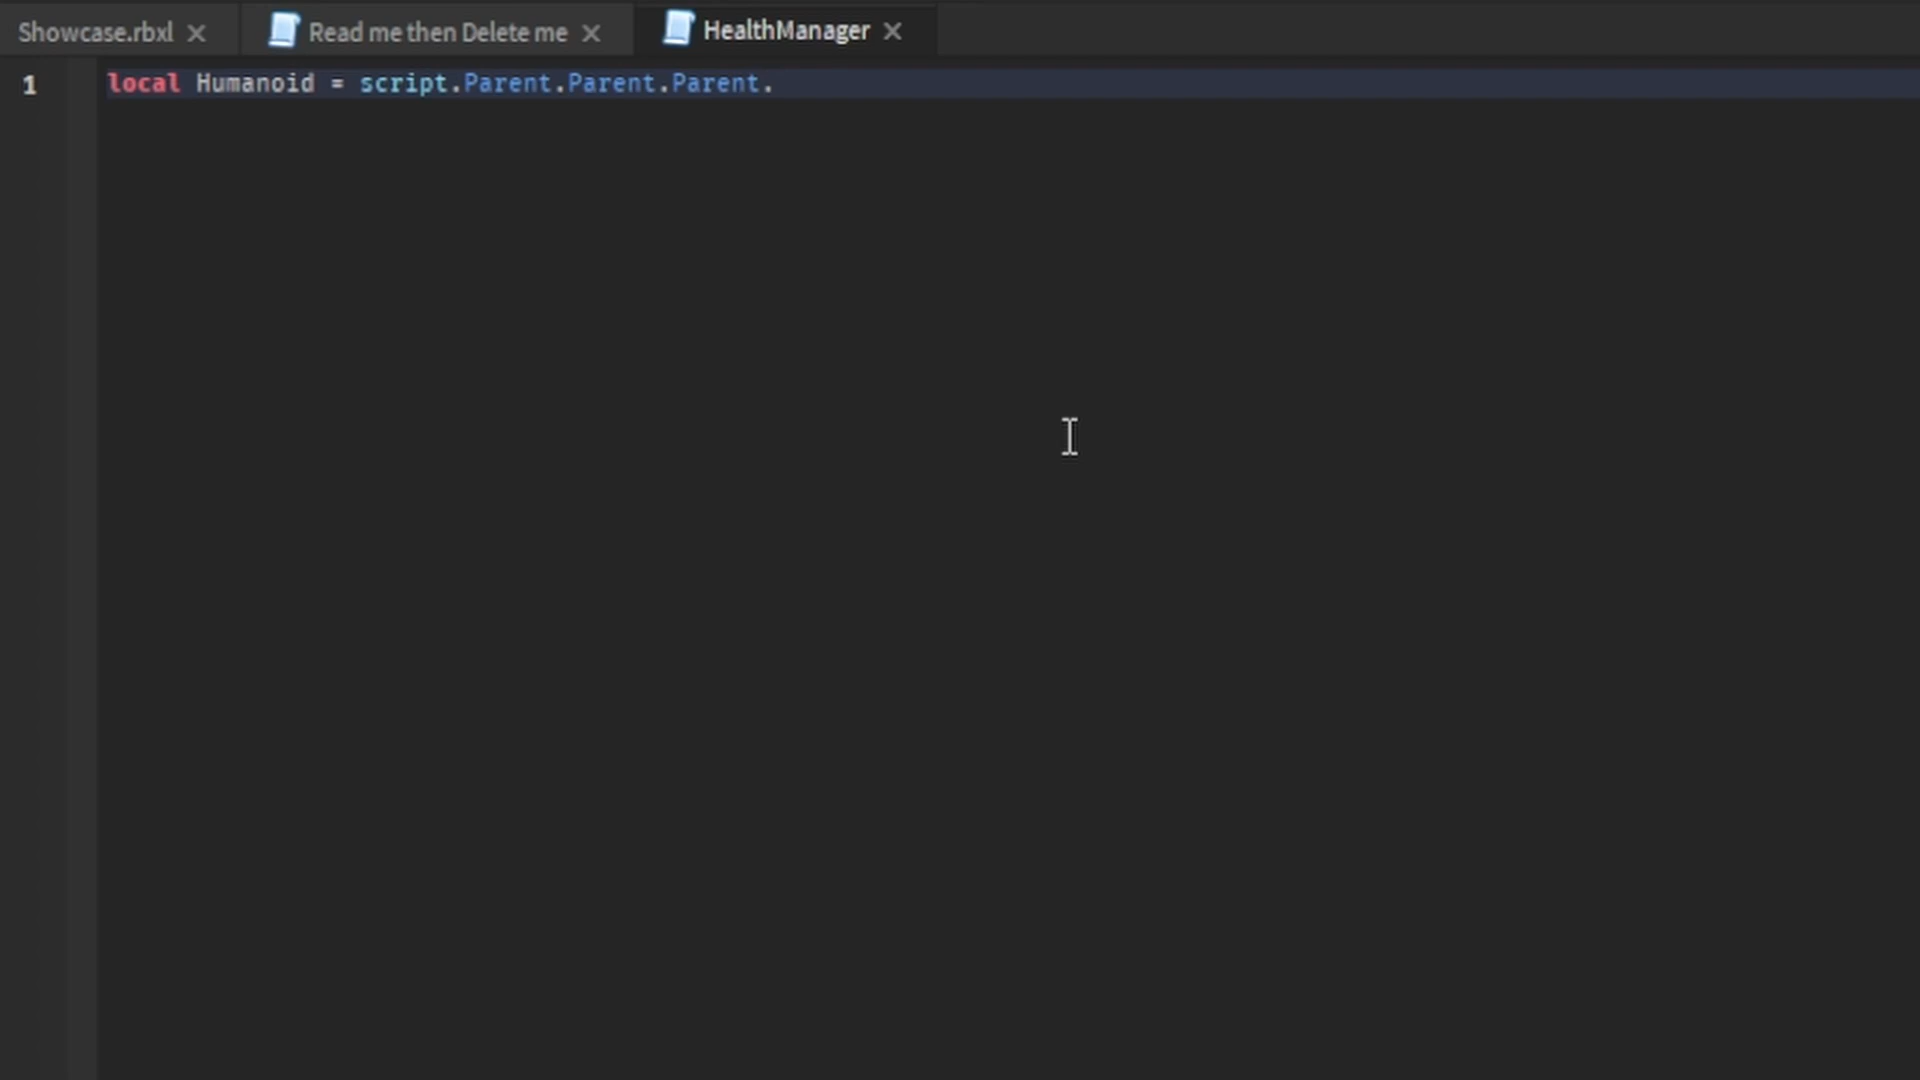 Showcase.rbxl Read me then Delete me HealthManager
1 local Humanoid = script.Parent.Parent.Parent.